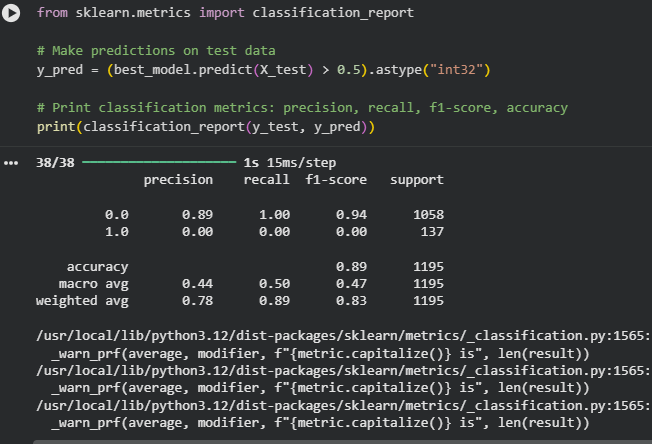 from sklearn.metrics import classification_report
# Make predictions on test data
y_pred = (best_model.predict(X_test) > 0.5).astype("int32")
# Print classification metrics: precision, recall, f1-score, accuracy
print(classification_report(y_test, y_pred))
38/38 ━━━━━━━━━━━━━━━━━━━━ 1s 15ms/step
precision recall f1-score support
0.0 0.89 1.00 0.94 1058
1.0 0.00 0.00 0.00 137
accuracy 0.89 1195
macro avg 0.44 0.50 0.47 1195
weighted avg 0.78 0.89 0.83 1195
/usr/local/lib/python3.12/dist-packages/sklearn/metrics/_classification.py:1565:
_warn_prf(average, modifier, f"{metric.capitalize()} is", len(result))
/usr/local/lib/python3.12/dist-packages/sklearn/metrics/_classification.py:1565:
_warn_prf(average, modifier, f"{metric.capitalize()} is", len(result))
/usr/local/lib/python3.12/dist-packages/sklearn/metrics/_classification.py:1565:
_warn_prf(average, modifier, f"{metric.capitalize()} is", len(result))